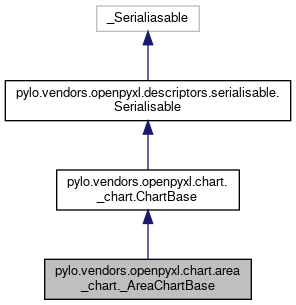 _Serialiasable
pylo.vendors.openpyxl.descriptors.serialisable.
Serialisable
pylo.vendors.openpyxl.chart.
_chart.ChartBase
pylo.vendors.openpyxl.chart.area
_chart._AreaChartBase